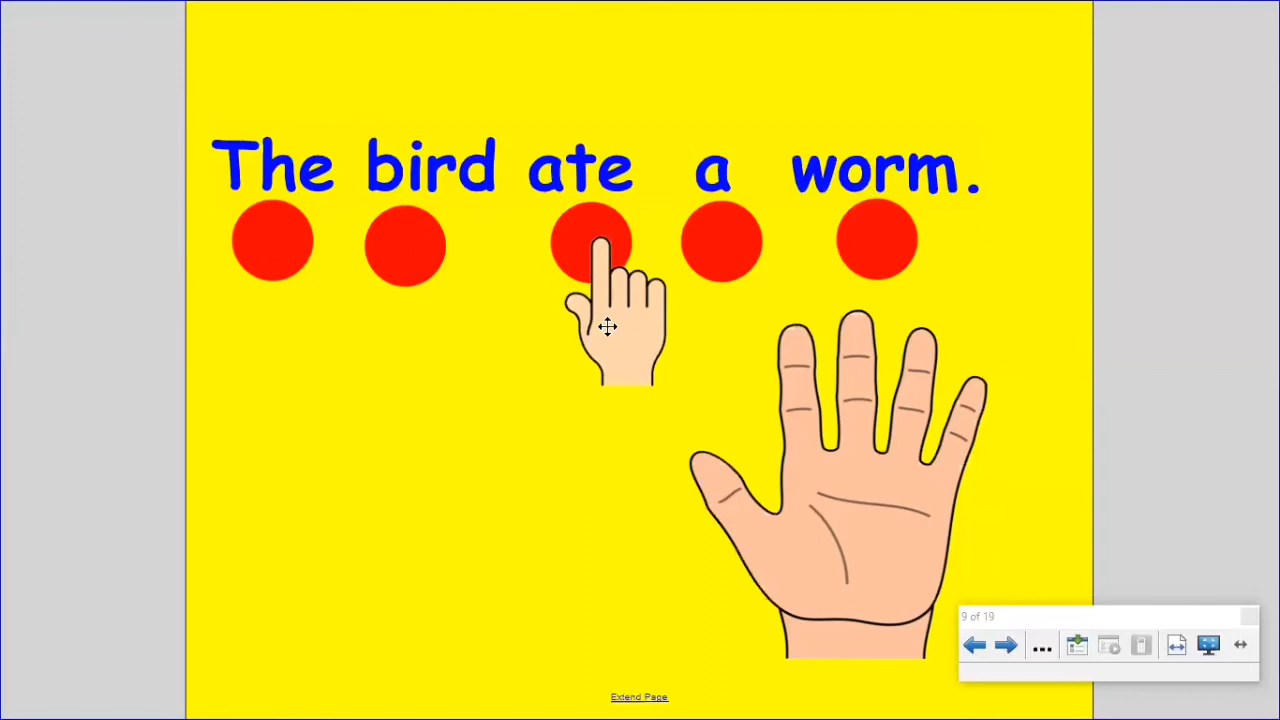 The bird ate a worm.
9 of 19
...
Extend Page